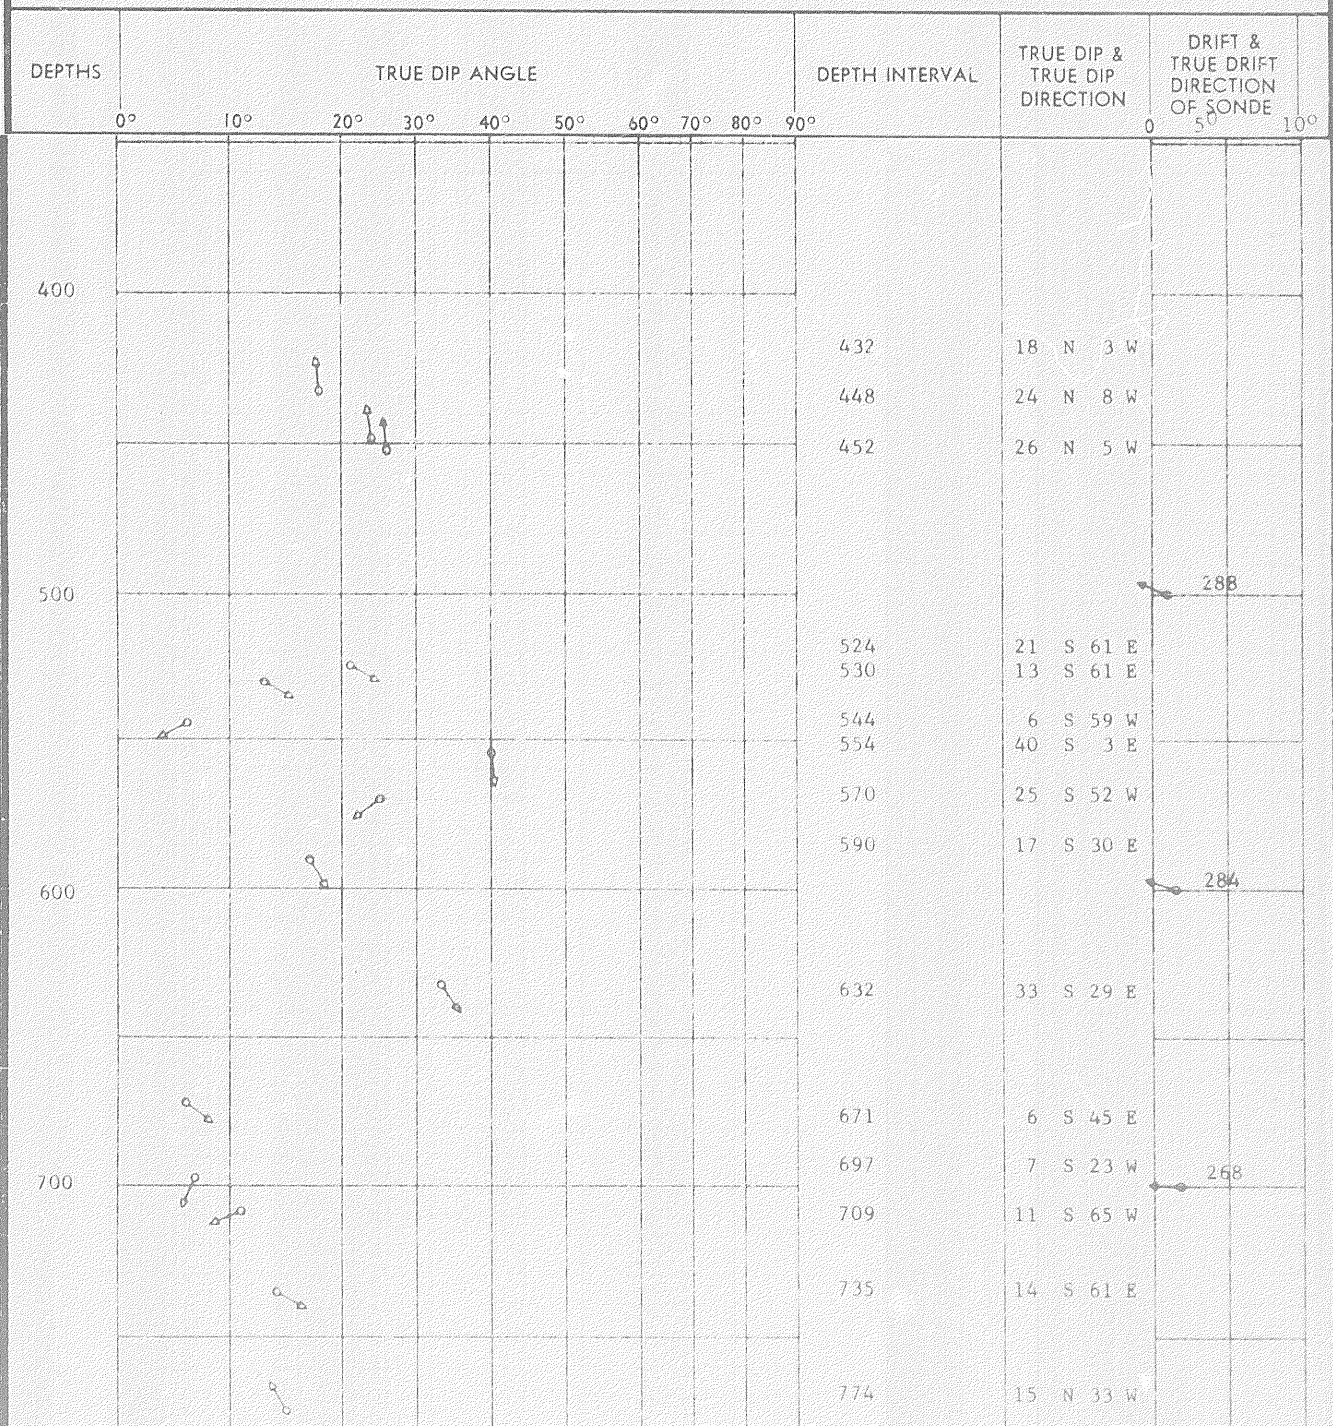 DEPTHS
TRUE DIP ANGLE
DEPTH INTERVAL
TRUE DIP &
TRUE DIP
DIRECTION
DRIFT &
TRUE DRIFT
DIRECTION
OF SONDE
0° 10° 20° 30° 40° 50° 60° 70° 80° 90° 0 5° 10°
400
432 18 N 3 W
448 24 N 8 W
452 26 N 5 W
500 288
524 21 S 61 E
530 13 S 61 E
544 6 S 59 W
554 40 S 3 E
570 25 S 52 W
590 17 S 30 E
600 284
632 33 S 29 E
671 6 S 45 E
697 7 S 23 W
700 268
709 11 S 65 W
735 14 S 61 E
774 15 N 33 W